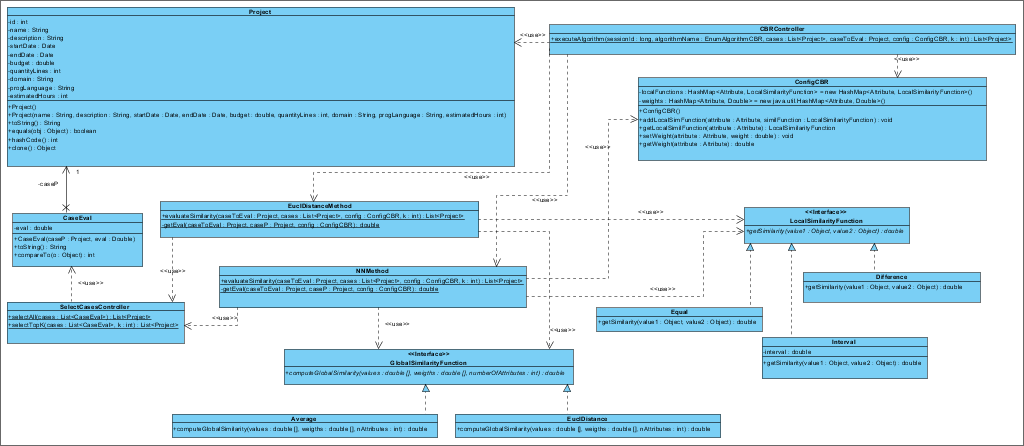 Project
-id : int
-name : String
-description : String
-startDate : Date
-endDate : Date
-budget : double
-quantityLines : int
-domain : String
-progLanguage : String
-estimatedHours : int
+Project()
+Project(name : String, description : String, startDate : Date, endDate : Date, budget : double, quantityLines : int, domain : String, progLanguage : String, estimatedHours : int)
+toString() : String
+equals(obj : Object) : boolean
+hashCode() : int
+clone() : Object
<<use>>
CBRController
+executeAlgorithm(sessionId : long, algorithmName : EnumAlgorithmCBR, cases : List<Project>, caseToEval : Project, config : ConfigCBR, k : int) : List<Project>
<<use>>
ConfigCBR
-localFunctions : HashMap<Attribute, LocalSimilarityFunction> = new HashMap<Attribute, LocalSimilarityFunction>()
-weights : HashMap<Attribute, Double> = new java.util.HashMap<Attribute, Double>()
+ConfigCBR()
+addLocalSimFunction(attribute : Attribute, similFunction : LocalSimilarityFunction) : void
+getLocalSimilFunction(attribute : Attribute) : LocalSimilarityFunction
+setWeight(attribute : Attribute, weight : double) : void
+getWeight(attribute : Attribute) : double
<<use>>
1
-caseP
<<use>>
<<use>>
CaseEval
-eval : double
+CaseEval(caseP : Project, eval : Double)
+toString() : String
+compareTo(o : Object) : int
EuclDistanceMethod
+evaluateSimilarity(caseToEval : Project, cases : List<Project>, config : ConfigCBR, k : int) : List<Project>
-getEval(caseToEval : Project, caseP : Project, config : ConfigCBR) : double
<<use>>
<<Interface>>
LocalSimilarityFunction
+getSimilarity(value1 : Object, value2 : Object) : double
<<use>>
<<use>>
NNMethod
+evaluateSimilarity(caseToEval : Project, cases : List<Project>, config : ConfigCBR, k : int) : List<Project>
-getEval(caseToEval : Project, caseP : Project, config : ConfigCBR) : double
<<use>>
Difference
+getSimilarity(value1 : Object, value2 : Object) : double
SelectCasesController
+selectAll(cases : List<CaseEval>) : List<Project>
+selectTopK(cases : List<CaseEval>, k : int) : List<Project>
<<use>>
<<use>>
<<use>>
Equal
+getSimilarity(value1 : Object, value2 : Object) : double
Interval
-interval : double
+getSimilarity(value1 : Object, value2 : Object) : double
<<Interface>>
GlobalSimilarityFunction
+computeGlobalSimilarity(values : double [], weigths : double [], numberOfAttributes : int) : double
Average
+computeGlobalSimilarity(values : double [], weigths : double [], nAttributes : int) : double
EuclDistance
+computeGlobalSimilarity(values : double [], weigths : double [], nAttributes : int) : double